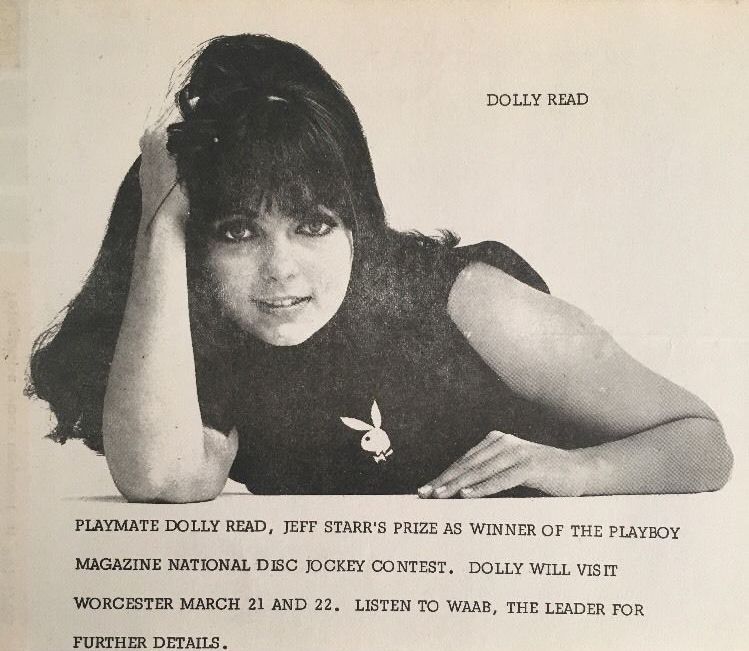 DOLLY READ
PLAYMATE DOLLY READ, JEFF STARR'S PRIZE AS WINNER OF THE PLAYBOY
MAGAZINE NATIONAL DISC JOCKEY CONTEST. DOLLY WILL VISIT
WORCESTER MARCH 21 AND 22. LISTEN TO WAAB, THE LEADER FOR
FURTHER DETAILS.